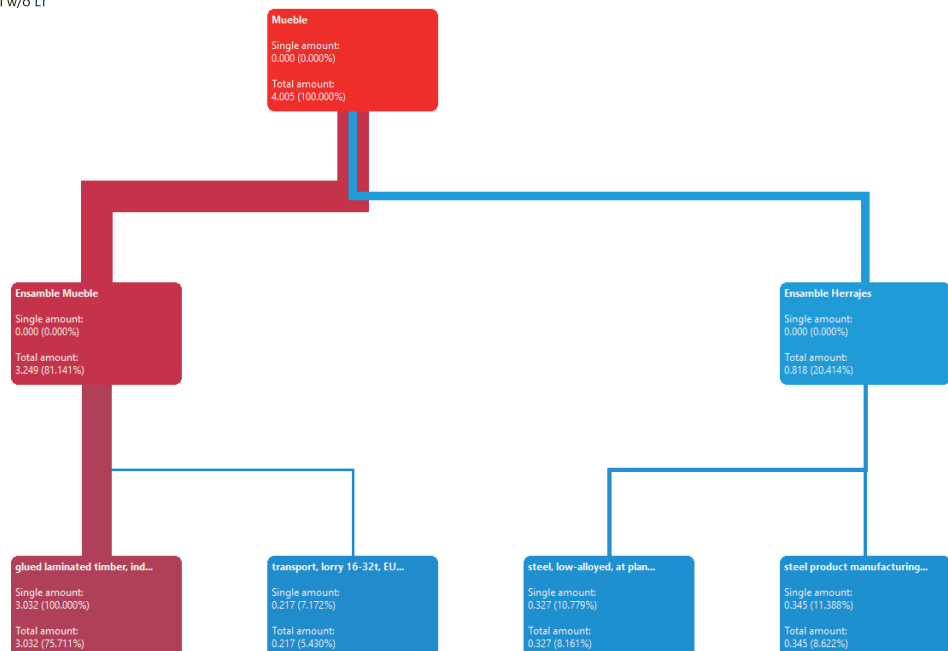 w/o LT
Mueble
Single amount:
0.000 (0.000%)
Total amount:
4.005 (100.000%)
Ensamble Mueble
Single amount:
0.000 (0.000%)
Total amount:
3.249 (81.141%)
Ensamble Herrajes
Single amount:
0.000 (0.000%)
Total amount:
0.818 (20.414%)
glued laminated timber, ind...
Single amount:
3.032 (100.000%)
Total amount:
3.032 (75.711%)
transport, lorry 16-32t, EU...
Single amount:
0.217 (7.172%)
Total amount:
0.217 (5.430%)
steel, low-alloyed, at plan...
Single amount:
0.327 (10.779%)
Total amount:
0.327 (8.161%)
steel product manufacturing...
Single amount:
0.345 (11.388%)
Total amount:
0.345 (8.622%)